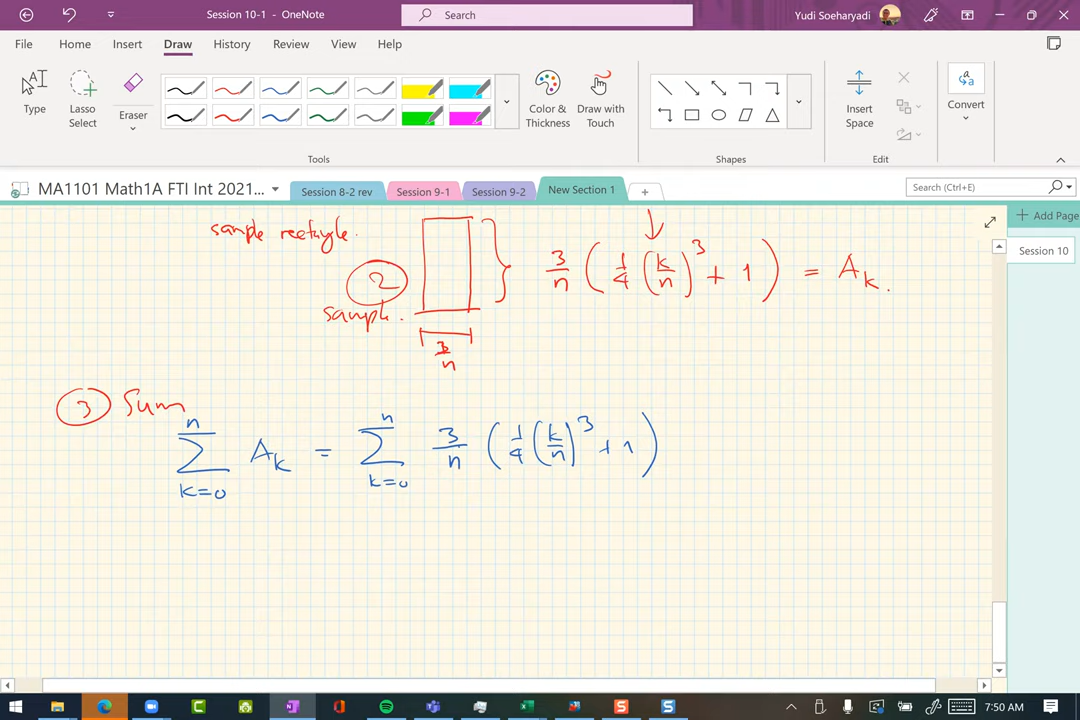 Session 10-1 - OneNote
Search
Yudi Soeharyadi
File Home Insert Draw History Review View Help
Type
Lasso Select
Eraser
Color & Thickness
Draw with Touch
Insert Space
Convert
Tools
Shapes
Edit
MA1101 Math1A FTI Int 2021...
Session 8-2 rev
Session 9-1
Session 9-2
New Section 1
+
Search (Ctrl+E)
Add Page
Session 10
sample rectangle.
2
sample.
3/n (1/4 (k/n)^3 + 1) = A_k.
3/n
3 Sum
∑_{k=0}^{n} A_k = ∑_{k=0}^{n} 3/n (1/4 (k/n)^3 + 1)
7:50 AM